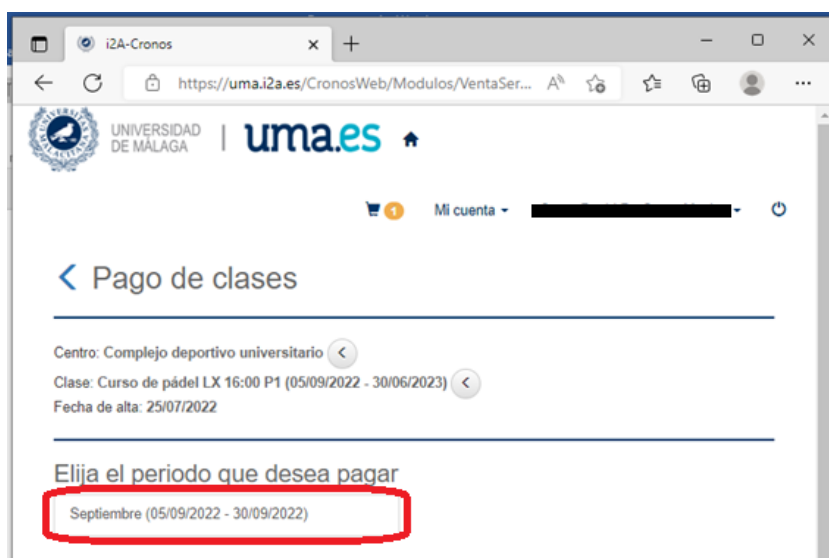 i2A-Cronos
https://uma.i2a.es/CronosWeb/Modulos/VentaSer...
UNIVERSIDAD
DE MÁLAGA
uma.es
1
Mi cuenta
Pago de clases
Centro: Complejo deportivo universitario
Clase: Curso de pádel LX 16:00 P1 (05/09/2022 - 30/06/2023)
Fecha de alta: 25/07/2022
Elija el periodo que desea pagar
Septiembre (05/09/2022 - 30/09/2022)